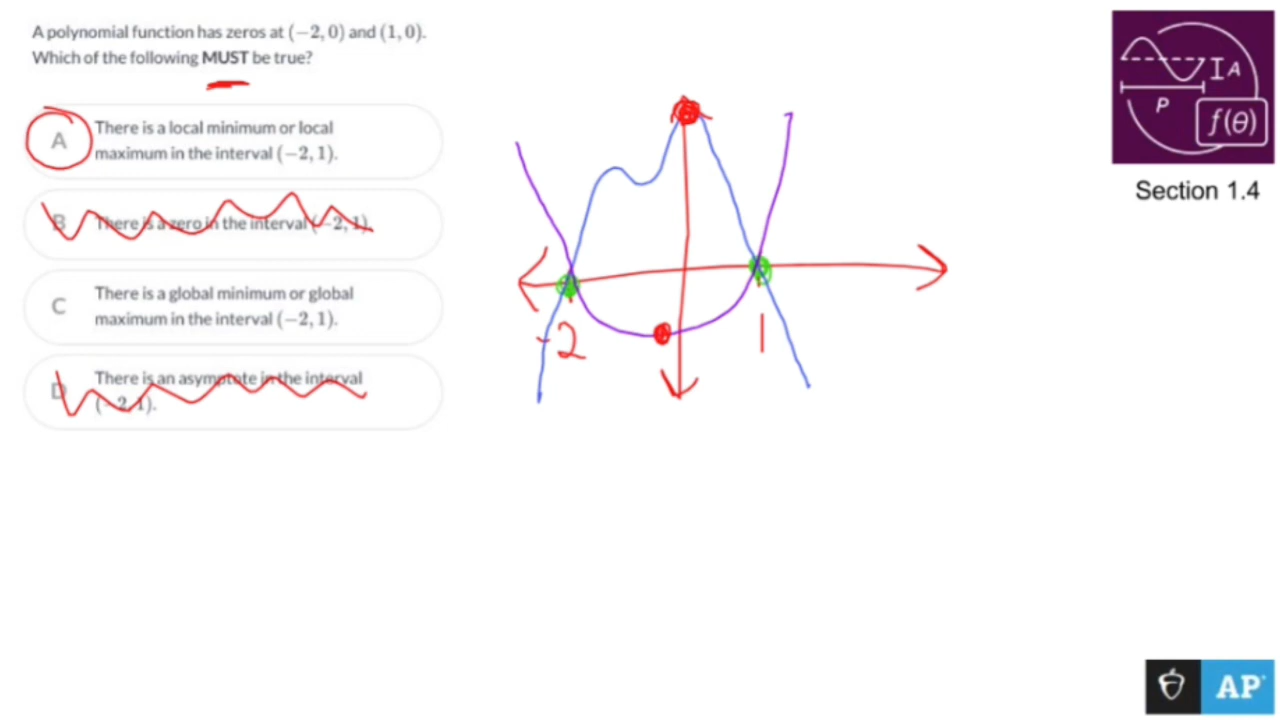 A polynomial function has zeros at (−2, 0) and (1, 0).
Which of the following MUST be true?
A
There is a local minimum or local
maximum in the interval (−2, 1).
B
There is a zero in the interval (−2, 1).
C
There is a global minimum or global
maximum in the interval (−2, 1).
D
There is an asymptote in the interval
(−2, 1).
-2
1
A
P
f(θ)
Section 1.4
AP